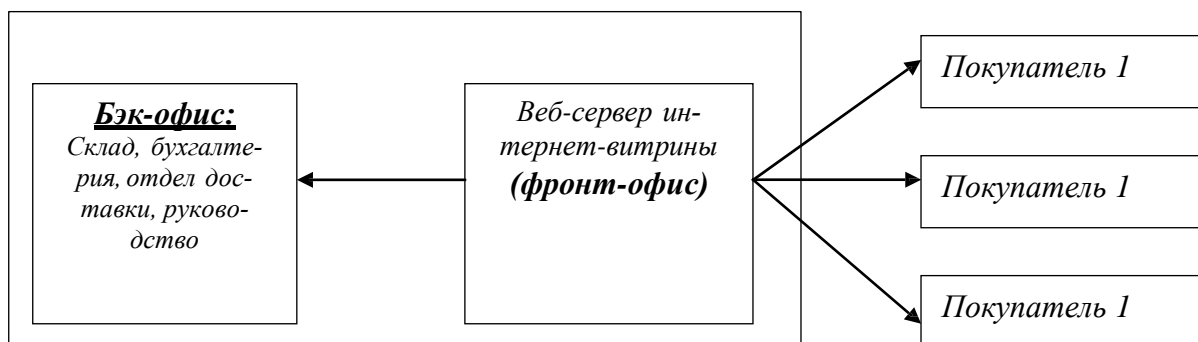 Бэк-офис:
Склад, бухгалте-
рия, отдел дос-
тавки, руково-
дство
Веб-сервер ин-
тернет-витрины
(фронт-офис)
Покупатель 1
Покупатель 1
Покупатель 1